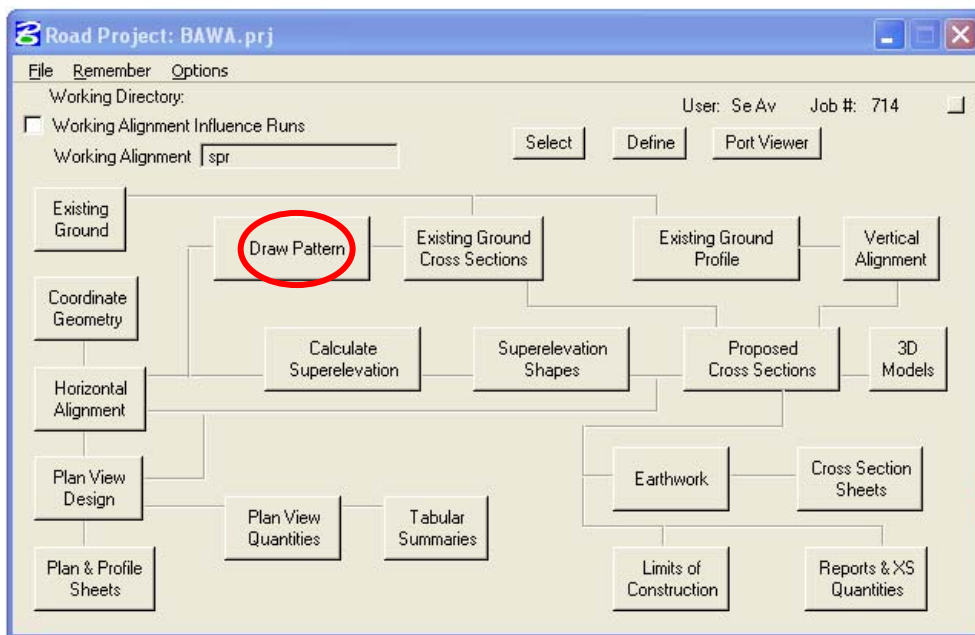 Road Project: BAWA.prj
File Remember Options
Working Directory:
User: Se Av Job #: 714
Working Alignment Influence Runs
Working Alignment spr
Select Define Port Viewer
Existing
Ground
Draw Pattern
Existing Ground
Cross Sections
Existing Ground
Profile
Vertical
Alignment
Coordinate
Geometry
Calculate
Superelevation
Superelevation
Shapes
Proposed
Cross Sections
3D
Models
Horizontal
Alignment
Plan View
Design
Earthwork
Cross Section
Sheets
Plan View
Quantities
Tabular
Summaries
Plan & Profile
Sheets
Limits of
Construction
Reports & XS
Quantities